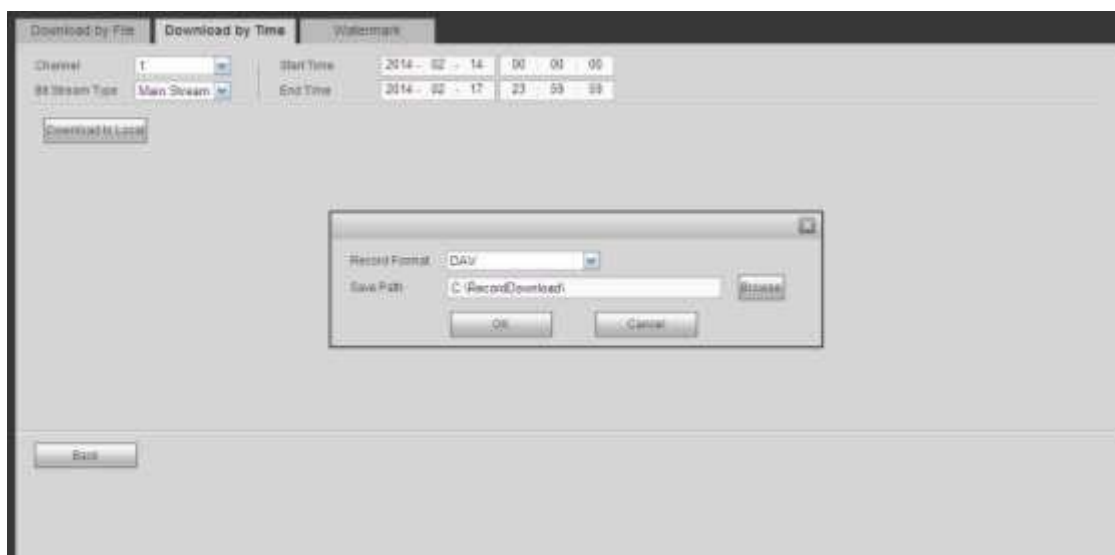 Download by File Download by Time Watermark
Channel 1 Start Time 2014 - 02 - 14 00 : 00 : 00
Bit Stream Type Main Stream End Time 2014 - 02 - 17 23 : 59 : 59
Download to Local
Record Format DAV
Save Path C:\RecordDownload\ Browse
OK Cancel
Back